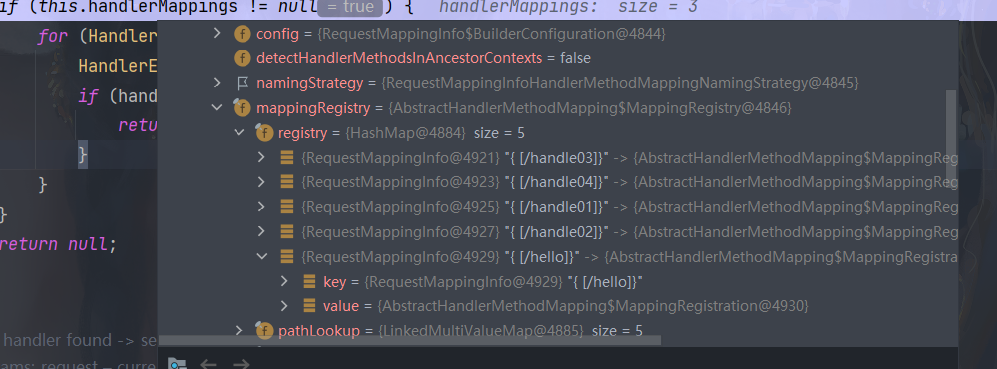 if (this.handlerMappings != null = true ) { handlerMappings: size = 3
for (Handler
config = {RequestMappingInfo$BuilderConfiguration@4844}
HandlerE
detectHandlerMethodsInAncestorContexts = false
if (hand
namingStrategy = {RequestMappingInfoHandlerMethodMappingNamingStrategy@4845}
retu
mappingRegistry = {AbstractHandlerMethodMapping$MappingRegistry@4846}
}
registry = {HashMap@4884} size = 5
{RequestMappingInfo@4921} "{ [/handle03]}" -> {AbstractHandlerMethodMapping$MappingReg
}
{RequestMappingInfo@4923} "{ [/handle04]}" -> {AbstractHandlerMethodMapping$MappingReg
}
{RequestMappingInfo@4925} "{ [/handle01]}" -> {AbstractHandlerMethodMapping$MappingReg
return null;
{RequestMappingInfo@4927} "{ [/handle02]}" -> {AbstractHandlerMethodMapping$MappingReg
{RequestMappingInfo@4929} "{ [/hello]}" -> {AbstractHandlerMethodMapping$MappingRegistra
key = {RequestMappingInfo@4929} "{ [/hello]}"
value = {AbstractHandlerMethodMapping$MappingRegistration@4930}
handler found -> se
pathLookup = {LinkedMultiValueMap@4885} size = 5
ams: request – curre